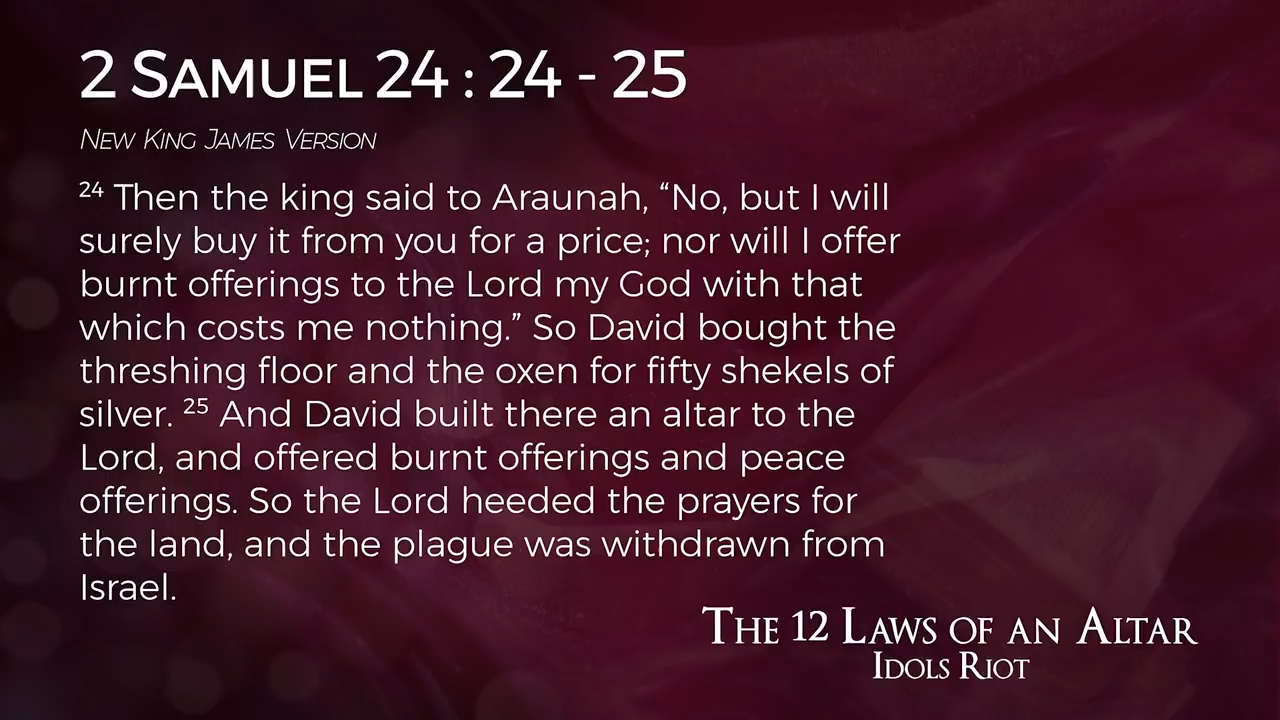 2 Samuel 24 : 24 - 25
New King James Version
24 Then the king said to Araunah, “No, but I will
surely buy it from you for a price; nor will I offer
burnt offerings to the Lord my God with that
which costs me nothing.” So David bought the
threshing floor and the oxen for fifty shekels of
silver. 25 And David built there an altar to the
Lord, and offered burnt offerings and peace
offerings. So the Lord heeded the prayers for
the land, and the plague was withdrawn from
Israel.
The 12 Laws of an Altar
Idols Riot